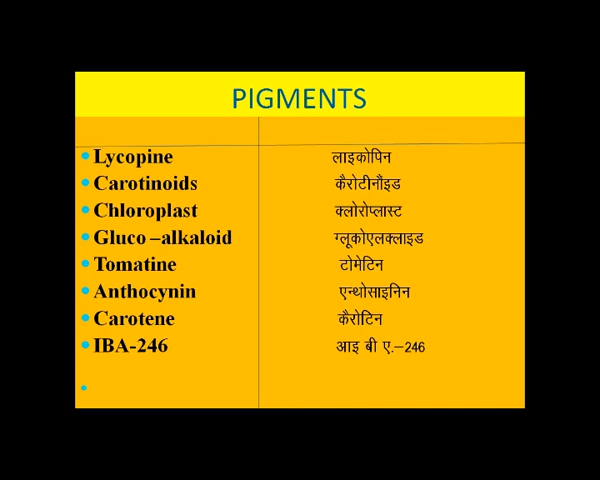 PIGMENTS
Lycopine लाइकोपिन
Carotinoids कैरोटीनौंइड
Chloroplast क्लोरोप्लास्ट
Gluco –alkaloid ग्लूकोएलक्लाइड
Tomatine टोमेटिन
Anthocynin एन्थोसाइनिन
Carotene कैरोटिन
IBA-246 आइ बी ए.–246